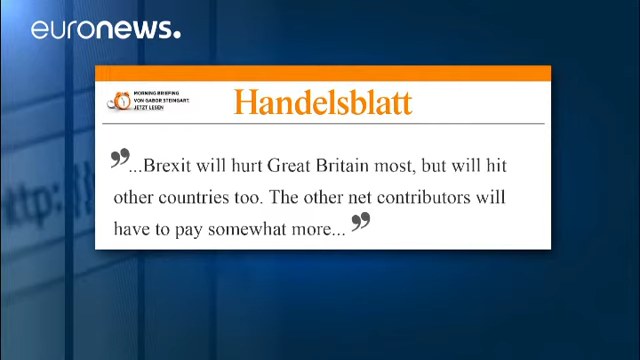 euronews.
MORNING BRIEFING
VON GABOR STEINGART
JETZT LESEN
Handelsblatt
”...Brexit will hurt Great Britain most, but will hit
other countries too. The other net contributors will
have to pay somewhat more... ”
ttp://